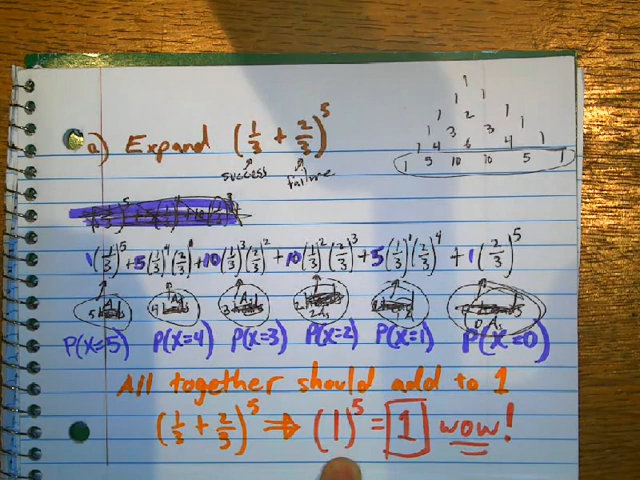 a) Expand (1/3 + 2/3)^5
success failure
1
1 1
1 2 1
1 3 3 1
1 4 6 4 1
1 5 10 10 5 1
1(1/3)^5 + 5(1/3)^4(2/3)^1 + 10(1/3)^3(2/3)^2 + 10(1/3)^2(2/3)^3 + 5(1/3)^1(2/3)^4 + 1(2/3)^5
P(X=5) P(X=4) P(X=3) P(X=2) P(X=1) P(X=0)
All together should add to 1
(1/3 + 2/3)^5 ⇒ (1)^5 = 1 wow!